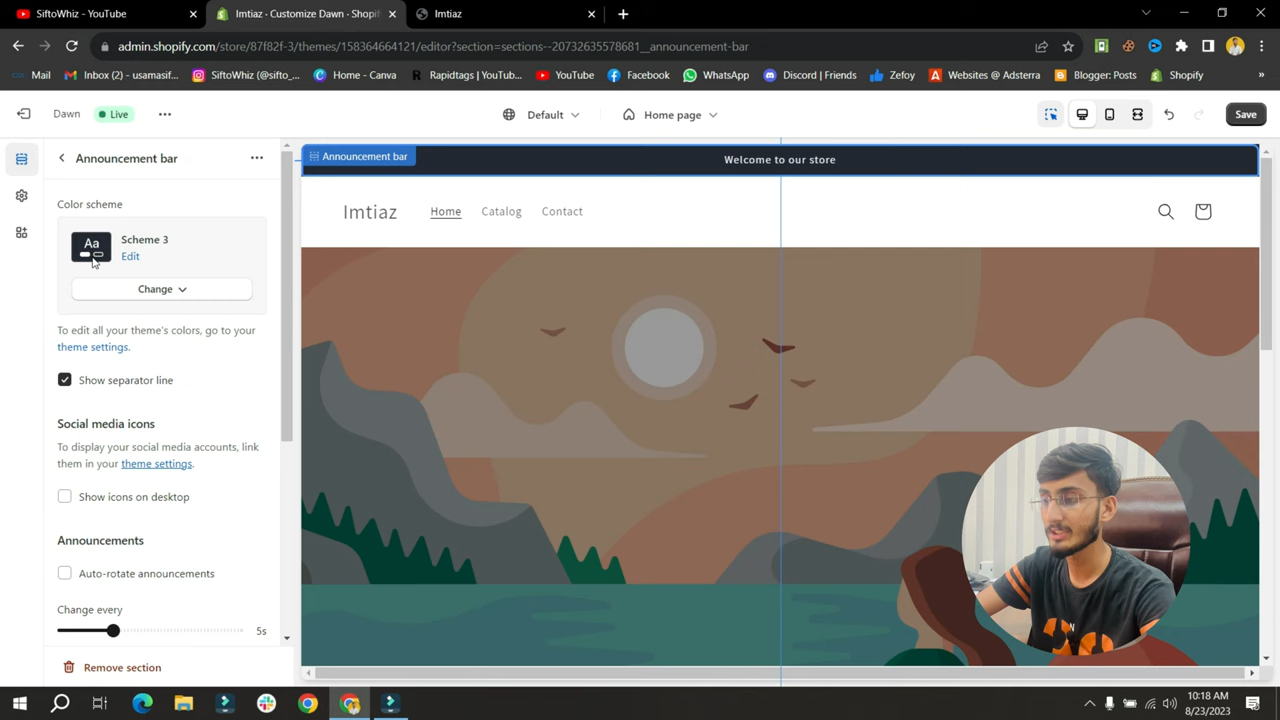 SiftoWhiz - YouTube
Imtiaz · Customize Dawn · Shopif
Imtiaz
admin.shopify.com/store/87f82f-3/themes/158364664121/editor?section=sections--20732635578681__announcement-bar
Mail
Inbox (2) - usamasif...
SiftoWhiz (@sifto_...
Home - Canva
Rapidtags | YouTub...
YouTube
Facebook
WhatsApp
Discord | Friends
Zefoy
Websites @ Adsterra
Blogger: Posts
Shopify
»
Dawn
Live
Default
Home page
Save
Announcement bar
Announcement bar
Welcome to our store
Color scheme
Aa
Scheme 3
Edit
Change
Imtiaz
Home
Catalog
Contact
To edit all your theme's colors, go to your
theme settings.
Show separator line
Social media icons
To display your social media accounts, link
them in your theme settings.
Show icons on desktop
Announcements
Auto-rotate announcements
Change every
5s
Remove section
10:18 AM
8/23/2023